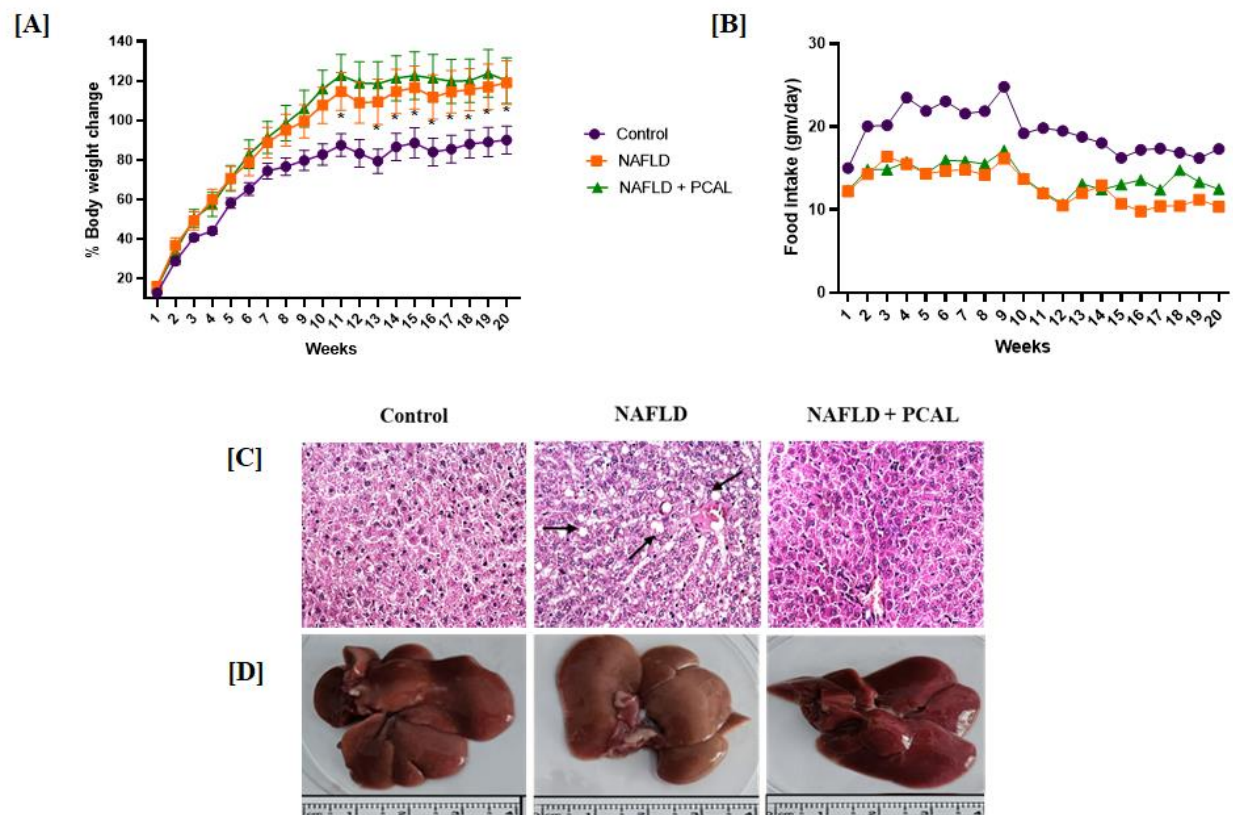 [A]
140
120
100
80
60
40
20
% Body weight change
* * * * * * * * * *
1 2 3 4 5 6 7 8 9 10 11 12 13 14 15 16 17 18 19 20
Weeks
Control
NAFLD
NAFLD + PCAL
[B]
30
20
10
0
Food intake (gm/day)
1 2 3 4 5 6 7 8 9 10 11 12 13 14 15 16 17 18 19 20
Weeks
Control NAFLD NAFLD + PCAL
[C]
[D]